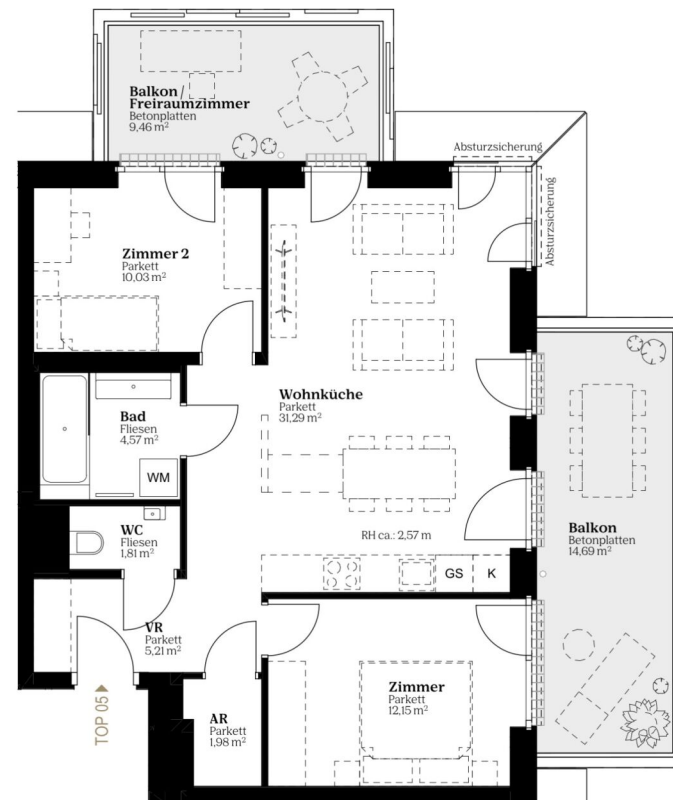 Balkon /
Freiraumzimmer
Betonplatten
9,46 m²
Absturzsicherung
Absturzsicherung
Zimmer 2
Parkett
10,03 m²
Wohnküche
Parkett
31,29 m²
Bad
Fliesen
4,57 m²
WM
WC
Fliesen
1,81 m²
RH ca.: 2,57 m
GS
K
Balkon
Betonplatten
14,69 m²
VR
Parkett
5,21 m²
Zimmer
Parkett
12,15 m²
AR
Parkett
1,98 m²
TOP 05